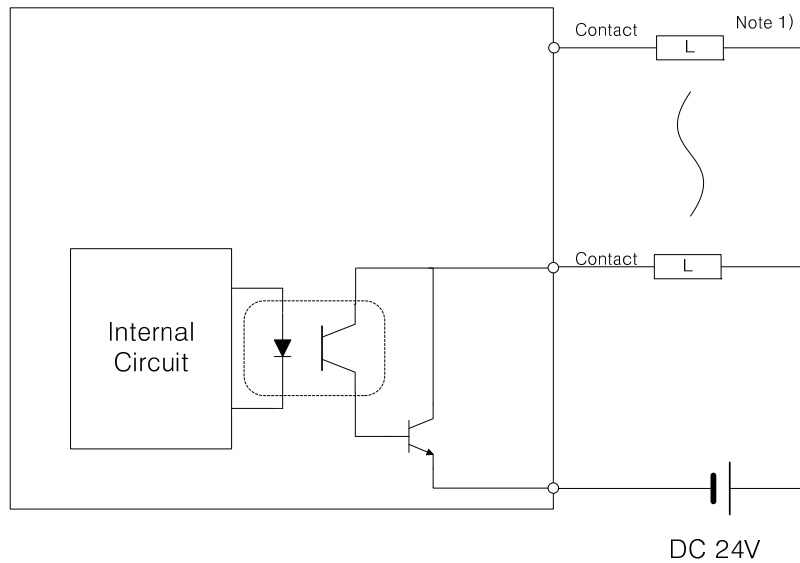 Contact
Note 1)
L
Contact
L
Internal
Circuit
DC 24V